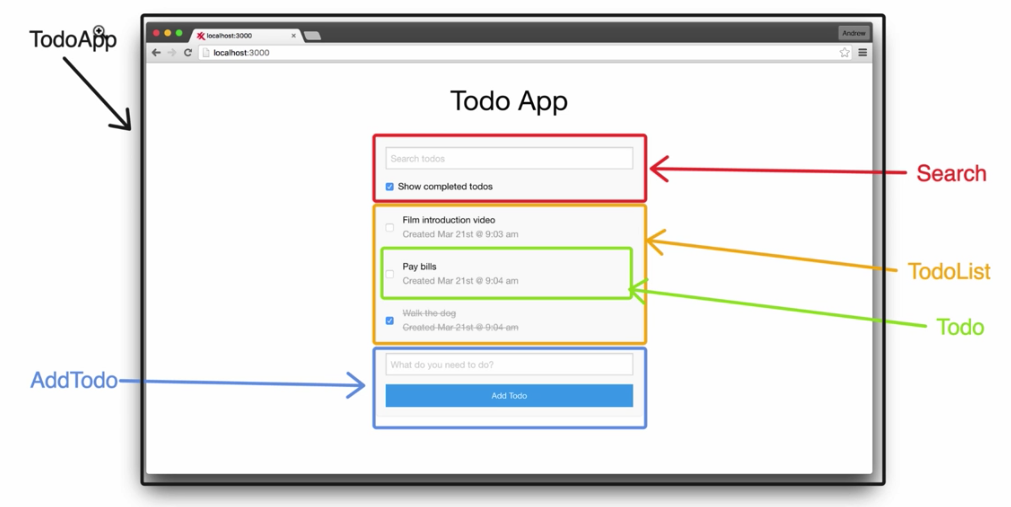 TodoApp
localhost:3000
Andrew
localhost:3000
Todo App
Search todos
Show completed todos
Search
Film introduction video
Created Mar 21st @ 9:03 am
TodoList
Pay bills
Created Mar 21st @ 9:04 am
Todo
Walk the dog
Created Mar 21st @ 9:04 am
AddTodo
What do you need to do?
Add Todo